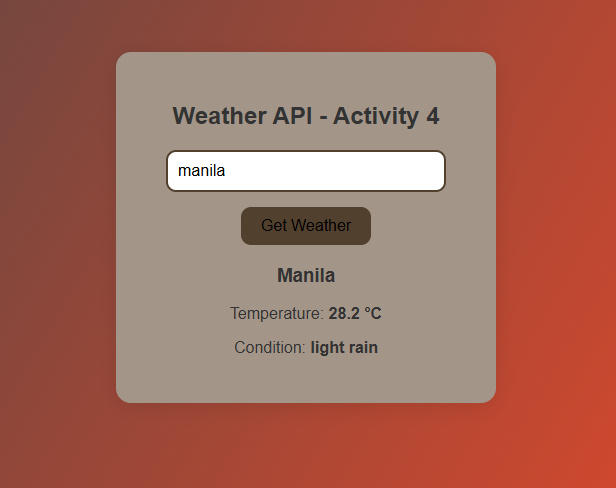 Weather API - Activity 4
manila
Get Weather
Manila
Temperature: 28.2 °C
Condition: light rain